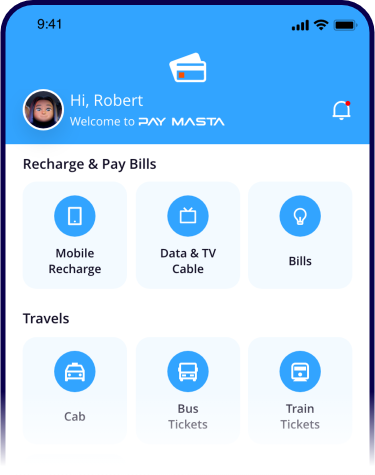 9:41
Hi, Robert
Welcome to PAY MASTA
Recharge & Pay Bills
Mobile
Recharge
Data & TV
Cable
Bills
Travels
Cab
Bus
Tickets
Train
Tickets